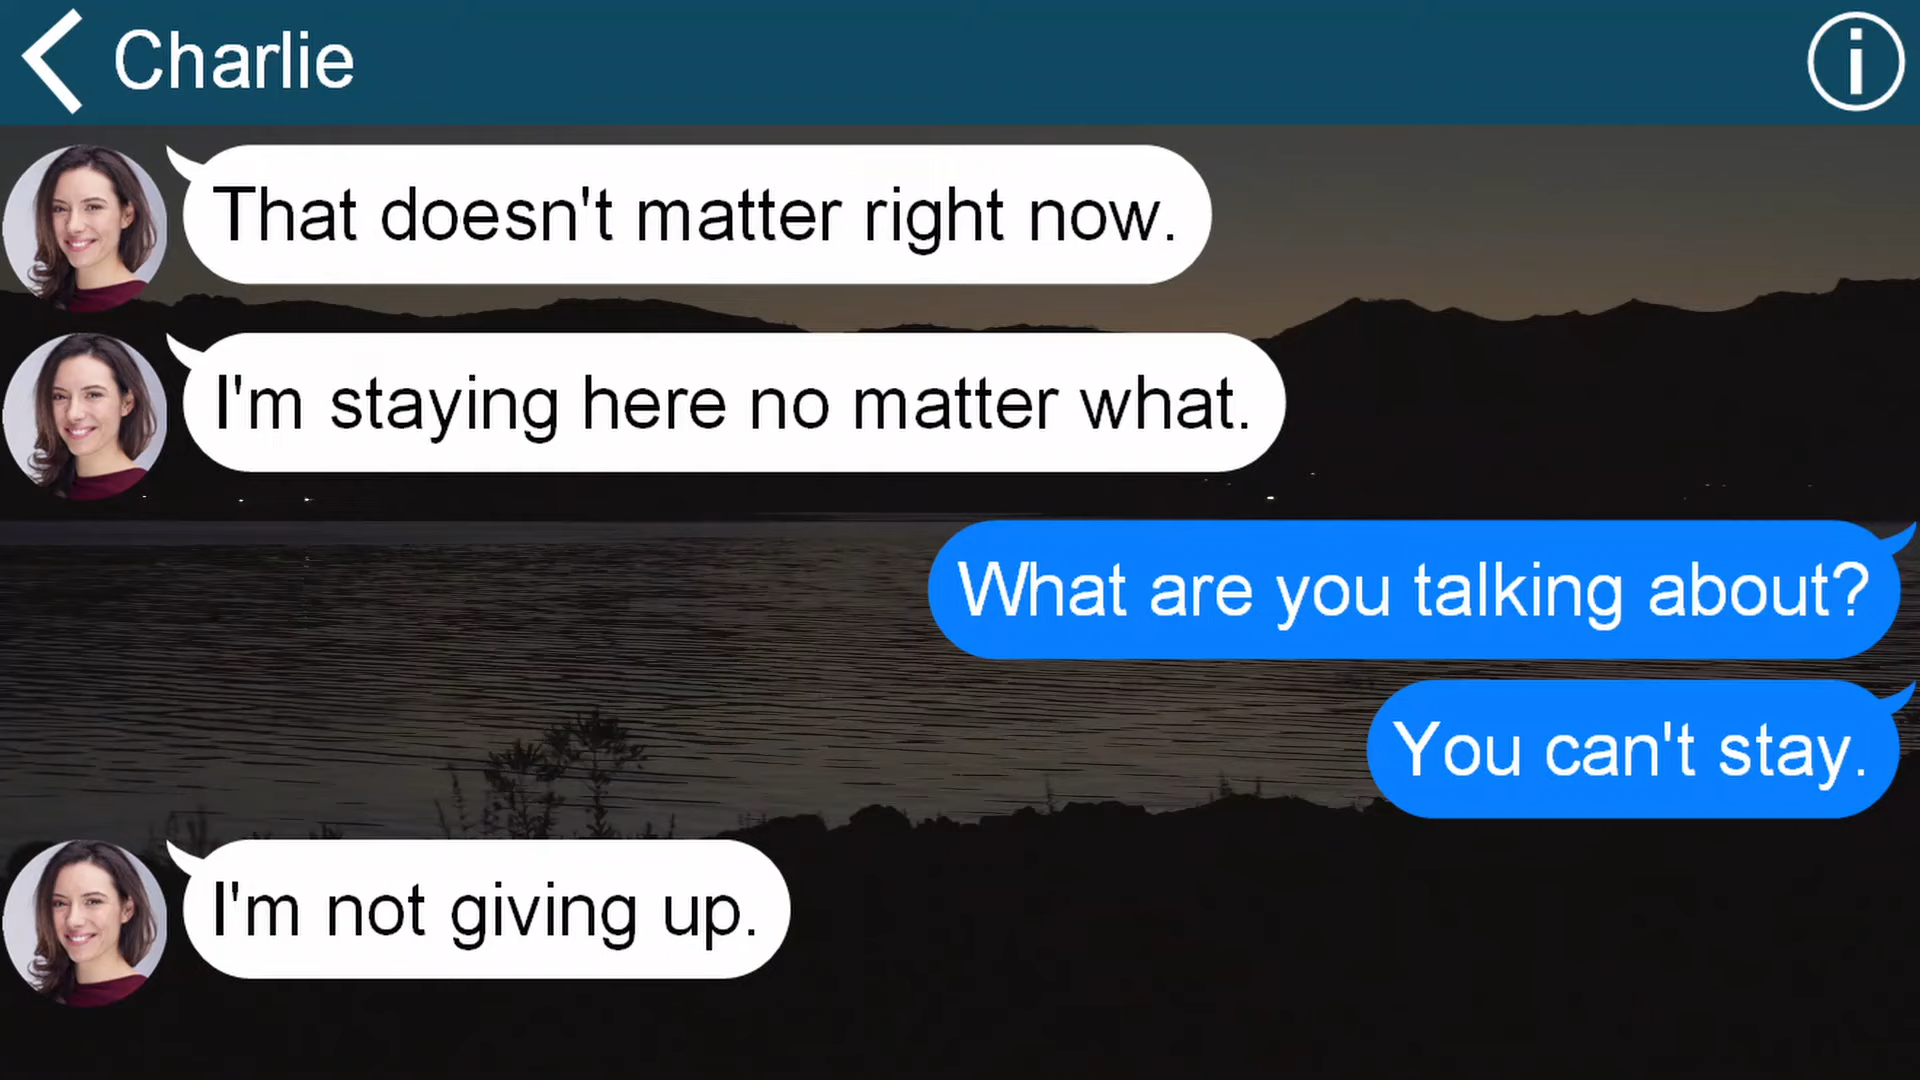 Charlie
That doesn't matter right now.
I'm staying here no matter what.
What are you talking about?
You can't stay.
I'm not giving up.